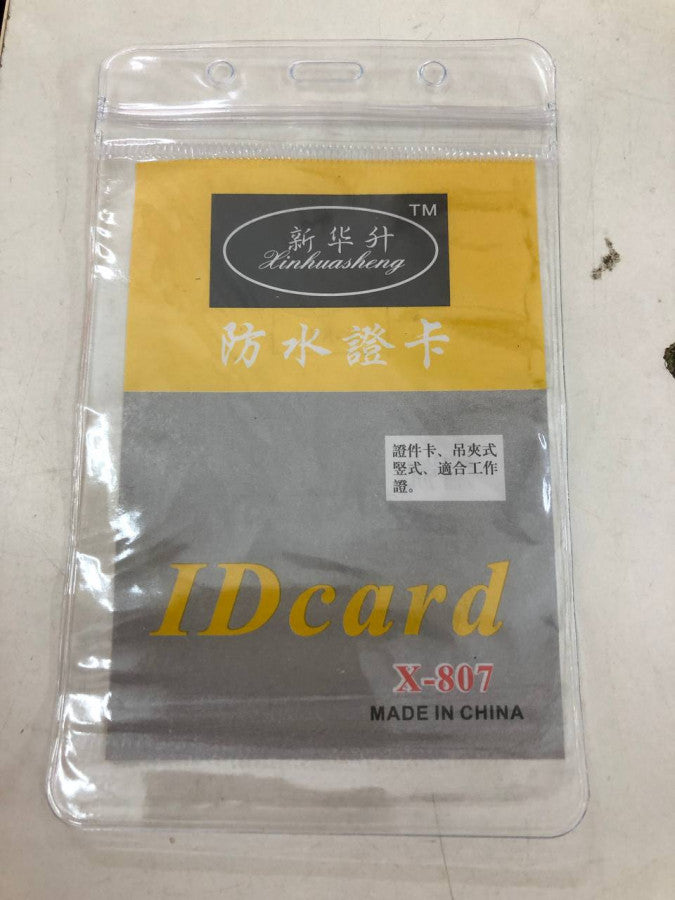 TM
新华升
Xinhuasheng
防水證卡
證件卡、吊夾式
竪式、適合工作
證。
IDcard
X-807
MADE IN CHINA